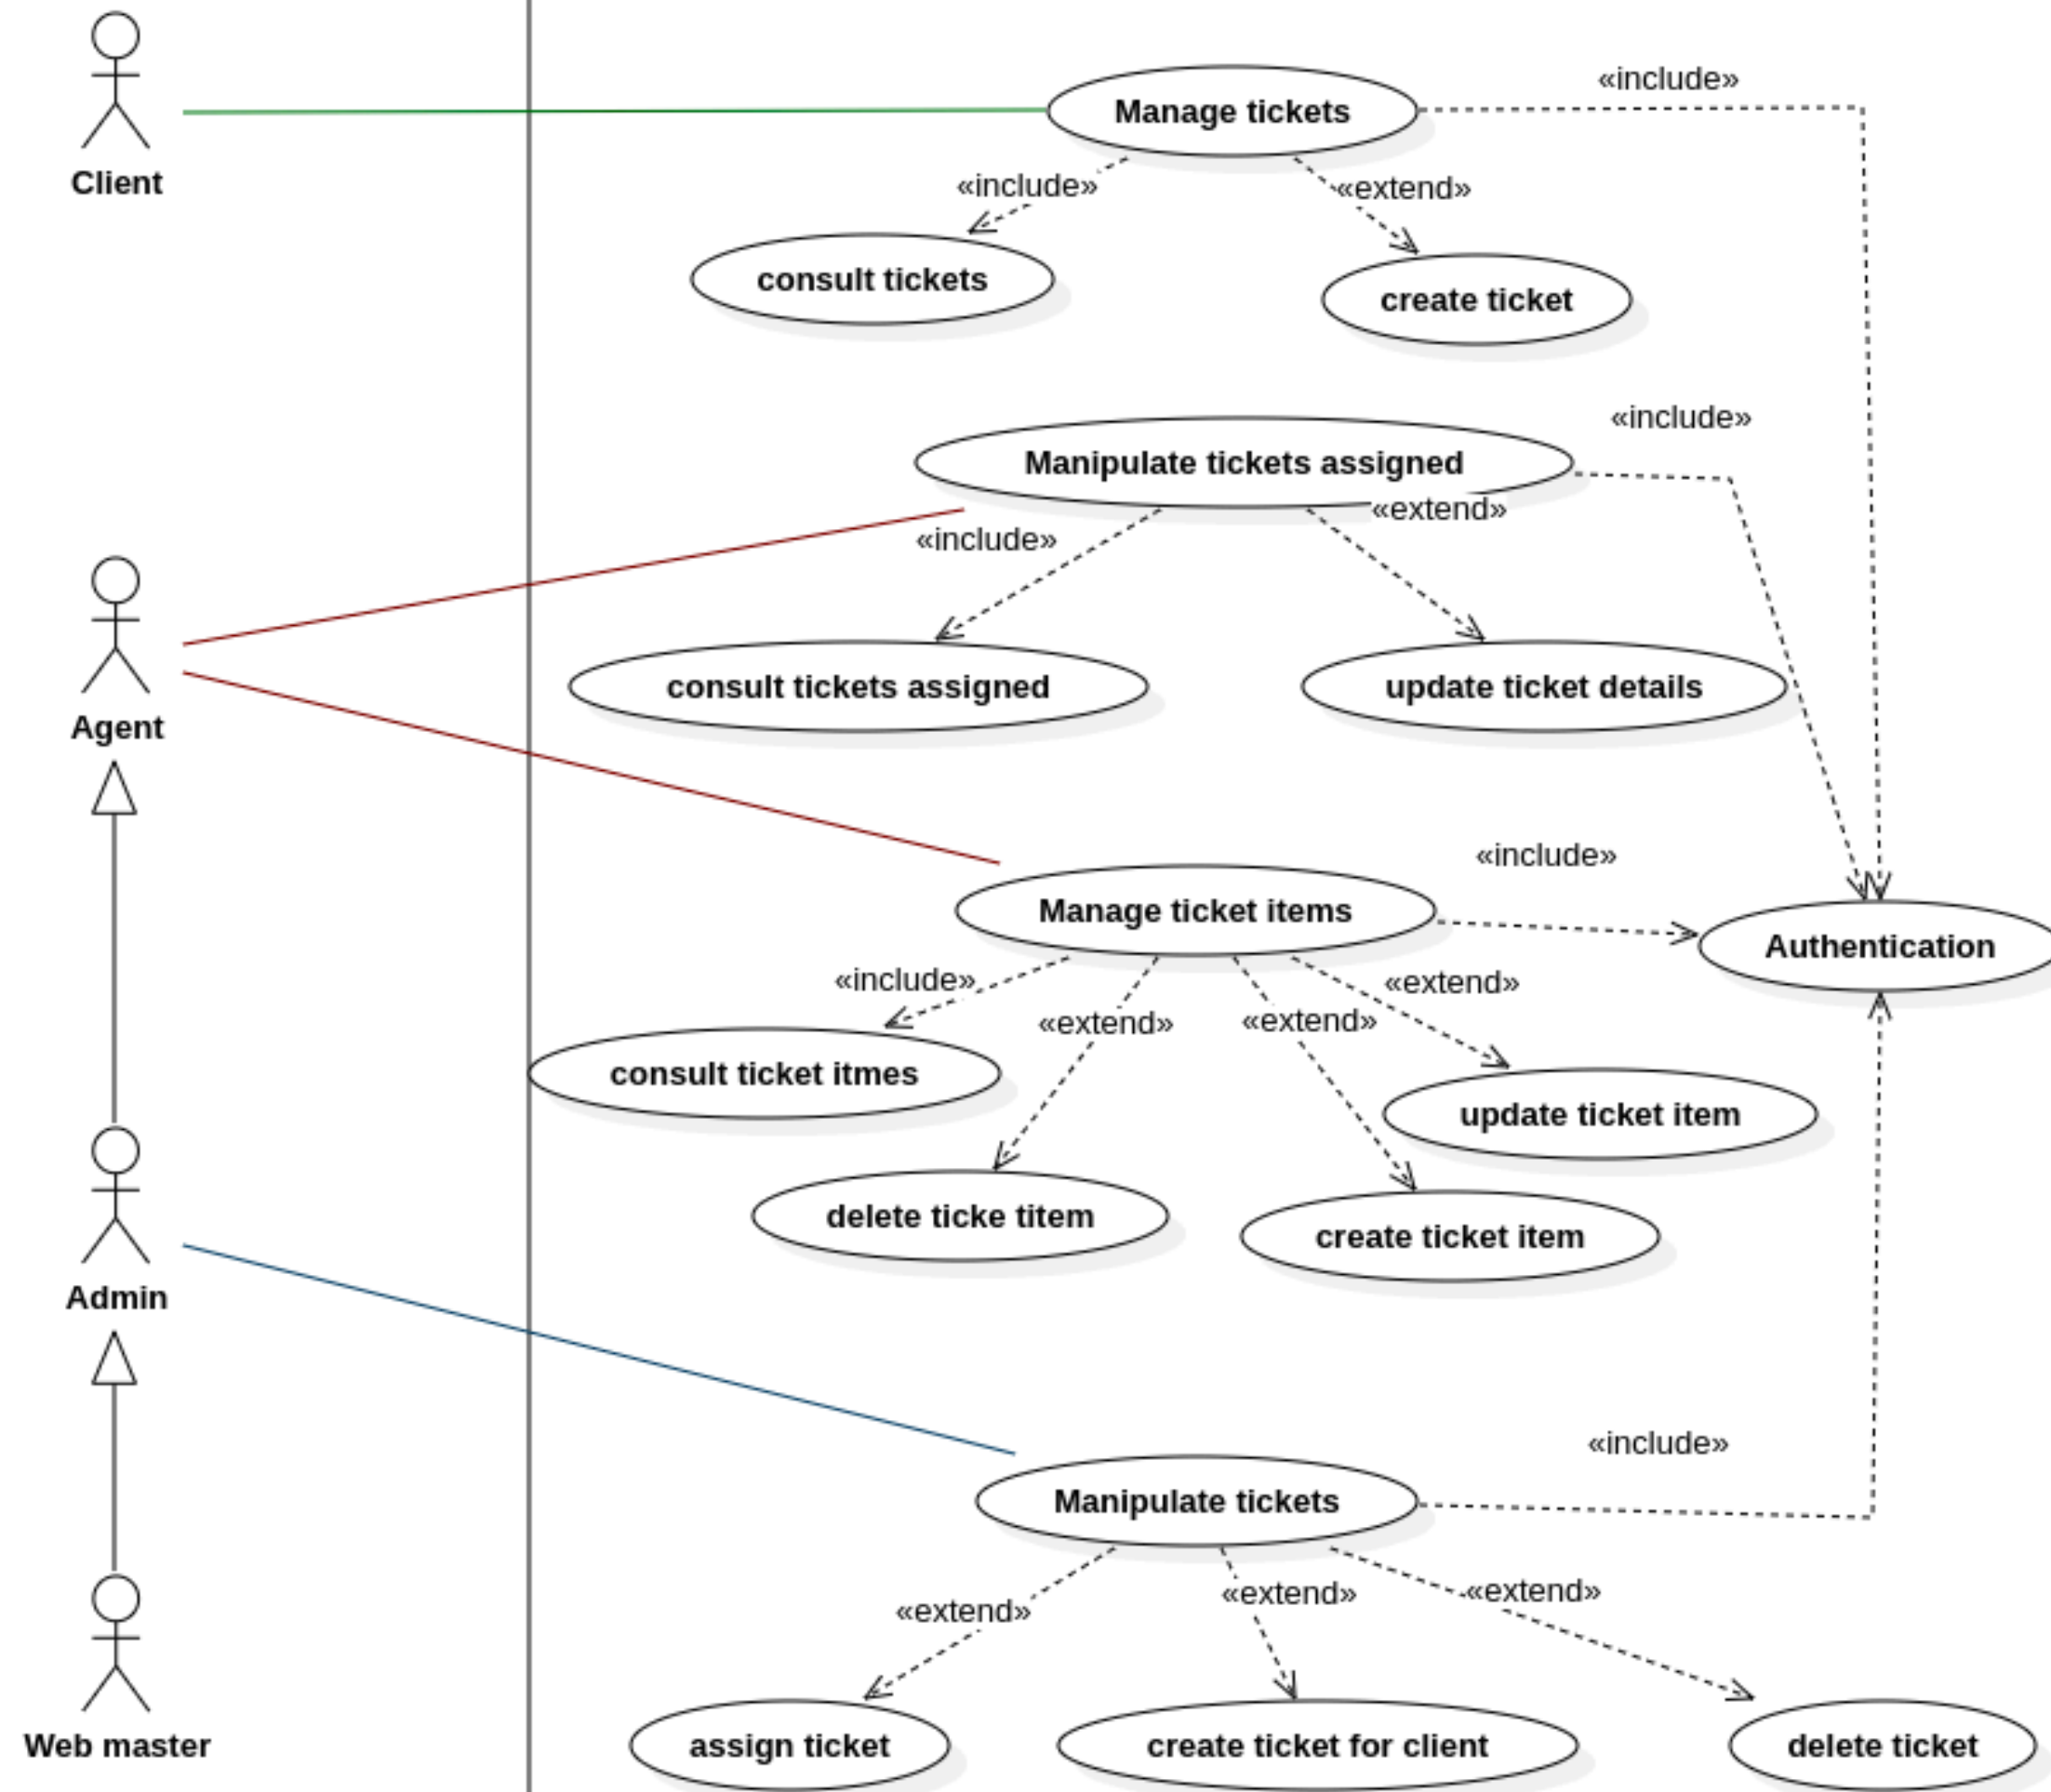 «include»
Manage tickets
Client
«include»
«extend»
consult tickets
create ticket
«include»
Manipulate tickets assigned
«extend»
«include»
consult tickets assigned
update ticket details
Agent
«include»
Manage ticket items
Authentication
«include»
«extend»
«extend»
«extend»
consult ticket itmes
update ticket item
delete ticke titem
create ticket item
Admin
«include»
Manipulate tickets
«extend»
«extend»
«extend»
Web master
assign ticket
create ticket for client
delete ticket